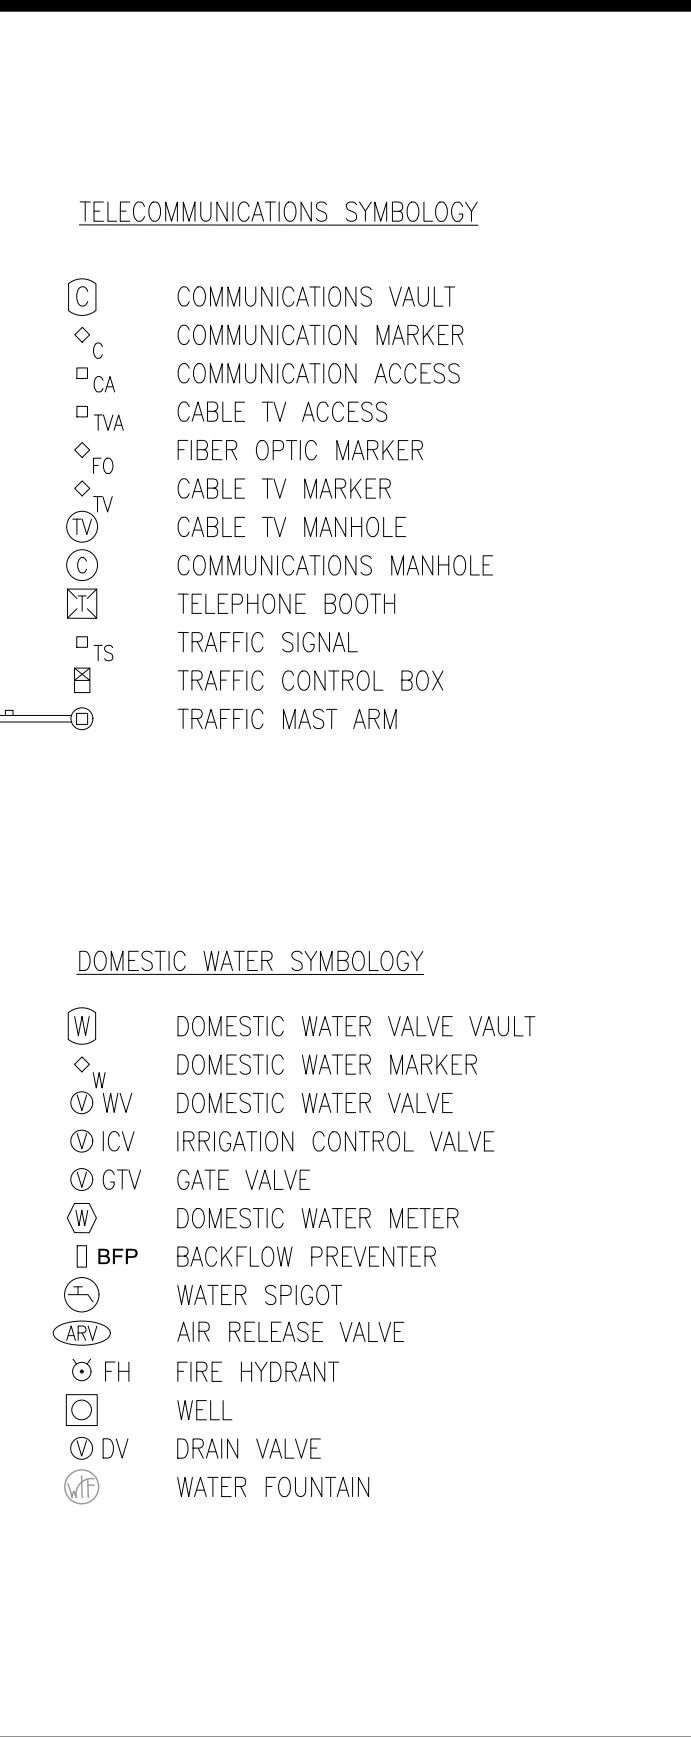 TELECOMMUNICATIONS SYMBOLOGY
C COMMUNICATIONS VAULT
C COMMUNICATION MARKER
CA COMMUNICATION ACCESS
TVA CABLE TV ACCESS
FO FIBER OPTIC MARKER
TV CABLE TV MARKER
TV CABLE TV MANHOLE
C COMMUNICATIONS MANHOLE
T TELEPHONE BOOTH
TS TRAFFIC SIGNAL
TRAFFIC CONTROL BOX
TRAFFIC MAST ARM
DOMESTIC WATER SYMBOLOGY
W DOMESTIC WATER VALVE VAULT
W DOMESTIC WATER MARKER
V WV DOMESTIC WATER VALVE
V ICV IRRIGATION CONTROL VALVE
V GTV GATE VALVE
W DOMESTIC WATER METER
BFP BACKFLOW PREVENTER
WATER SPIGOT
ARV AIR RELEASE VALVE
FH FIRE HYDRANT
WELL
V DV DRAIN VALVE
WTF WATER FOUNTAIN